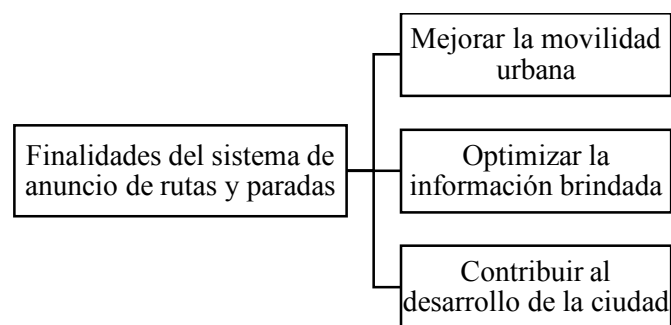 Mejorar la movilidad
urbana
Finalidades del sistema de
anuncio de rutas y paradas
Optimizar la
información brindada
Contribuir al
desarrollo de la ciudad